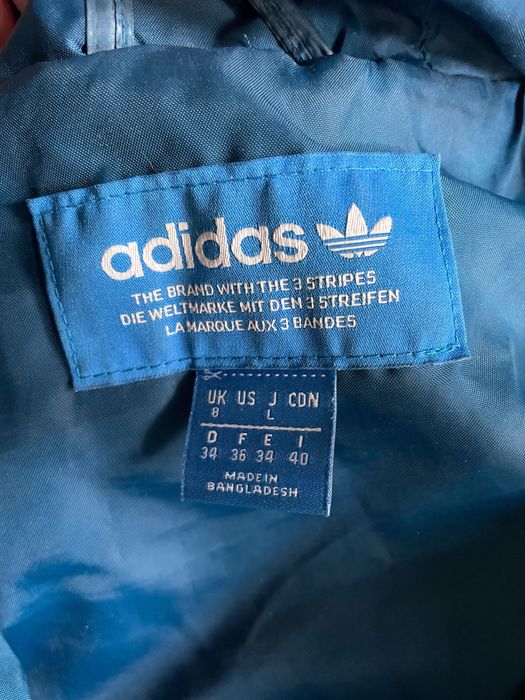 adidas
THE BRAND WITH THE 3 STRIPES
DIE WELTMARKE MIT DEN 3 STREIFEN
LA MARQUE AUX 3 BANDES
UK US J CDN
8 L
D F E I
34 36 34 40
MADE IN
BANGLADESH